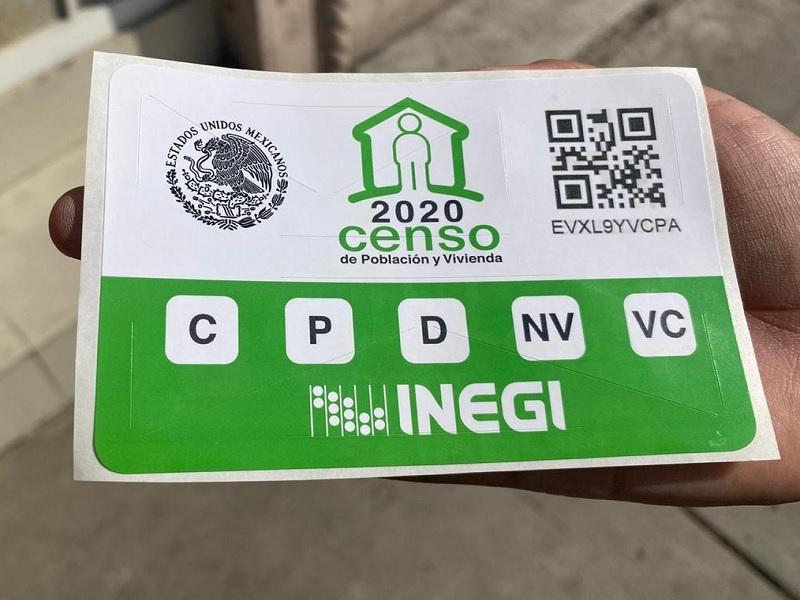 ESTADOS UNIDOS MEXICANOS
2020
censo
de Población y Vivienda
EVXL9YVCPA
C P D NV VC
INEGI